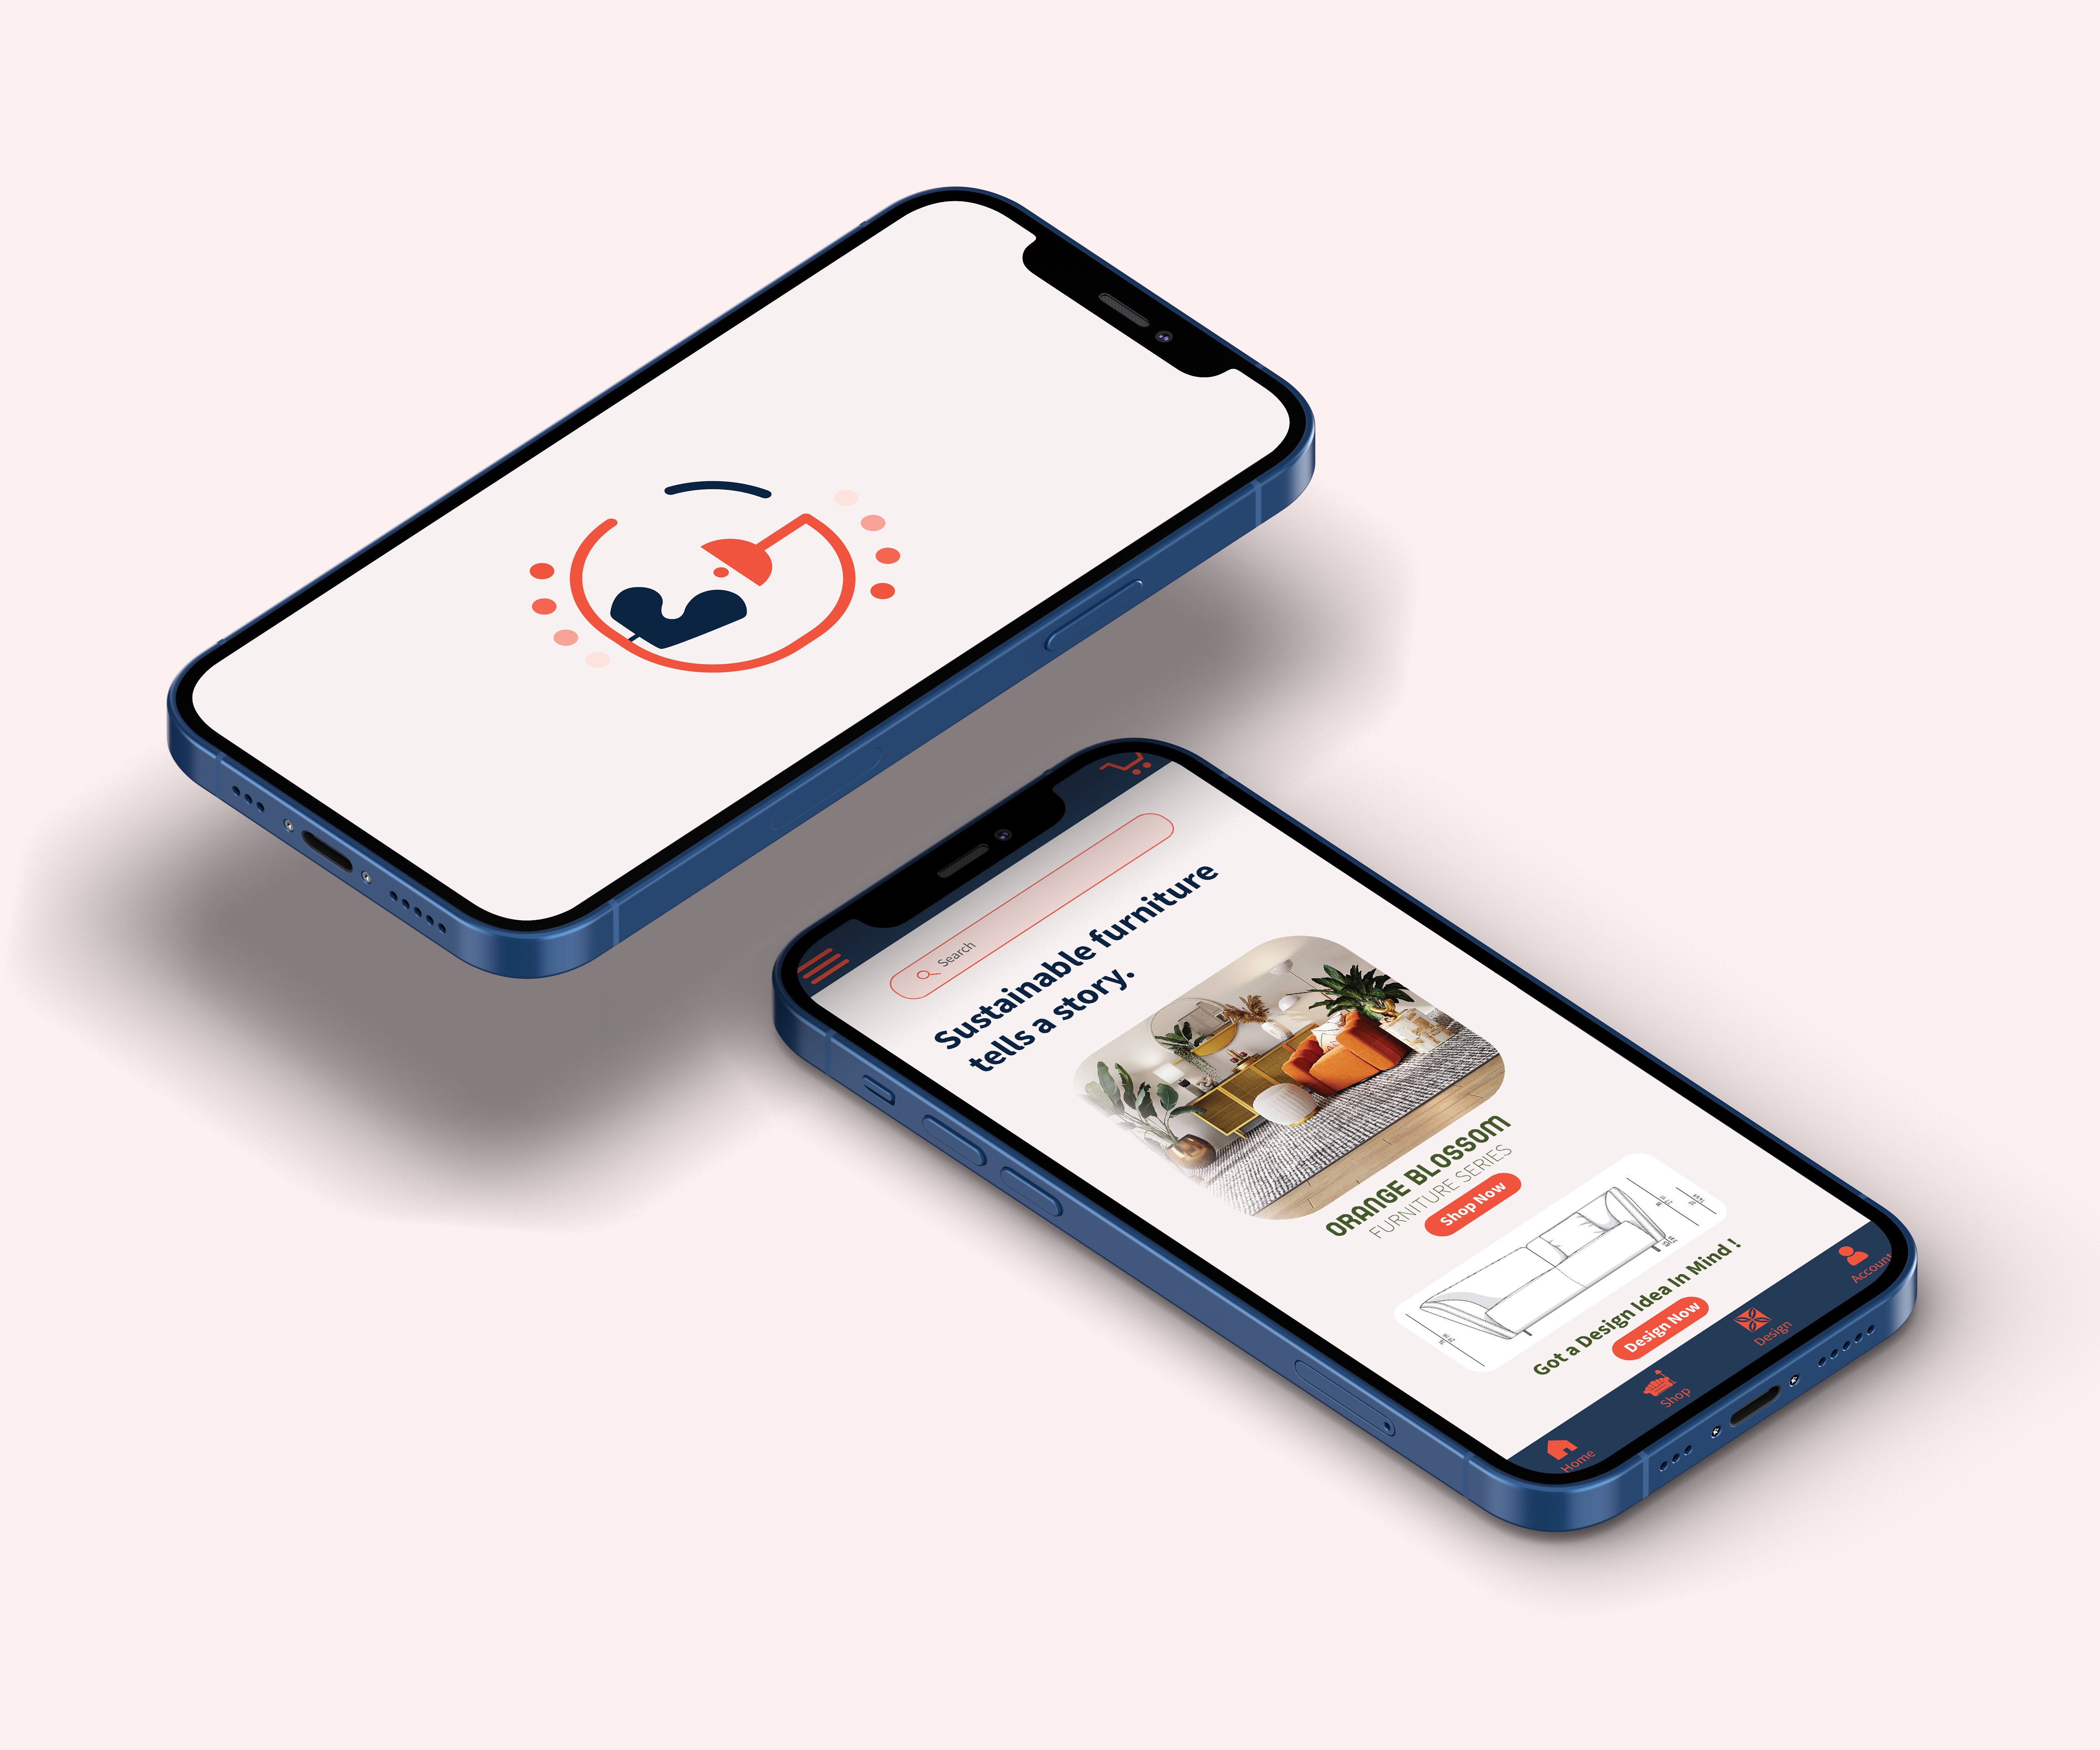 Search
Sustainable furniture
tells a story.
ORANGE BLOSSOM
FURNITURE SERIES
Shop Now
Got a Design Idea In Mind !
Design Now
Home
Shop
Design
Account